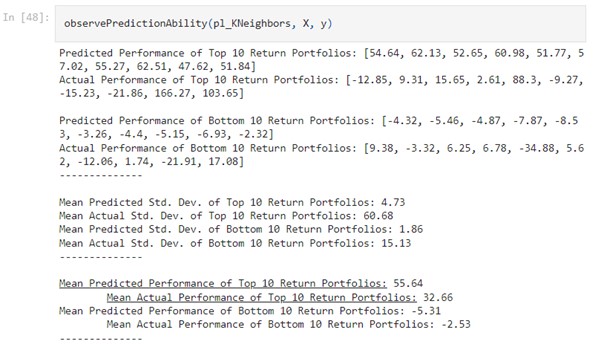 In [48]:
observePredictionAbility(pl_KNeighbors, X, y)
Predicted Performance of Top 10 Return Portfolios: [54.64, 62.13, 52.65, 60.98, 51.77, 5
7.02, 55.27, 62.51, 47.62, 51.84]
Actual Performance of Top 10 Return Portfolios: [-12.85, 9.31, 15.65, 2.61, 88.3, -9.27,
-15.23, -21.86, 166.27, 103.65]
Predicted Performance of Bottom 10 Return Portfolios: [-4.32, -5.46, -4.87, -7.87, -8.5
3, -3.26, -4.4, -5.15, -6.93, -2.32]
Actual Performance of Bottom 10 Return Portfolios: [9.38, -3.32, 6.25, 6.78, -34.88, 5.6
2, -12.06, 1.74, -21.91, 17.08]
--------------
Mean Predicted Std. Dev. of Top 10 Return Portfolios: 4.73
Mean Actual Std. Dev. of Top 10 Return Portfolios: 60.68
Mean Predicted Std. Dev. of Bottom 10 Return Portfolios: 1.86
Mean Actual Std. Dev. of Bottom 10 Return Portfolios: 15.13
--------------
Mean Predicted Performance of Top 10 Return Portfolios: 55.64
Mean Actual Performance of Top 10 Return Portfolios: 32.66
Mean Predicted Performance of Bottom 10 Return Portfolios: -5.31
Mean Actual Performance of Bottom 10 Return Portfolios: -2.53
--------------